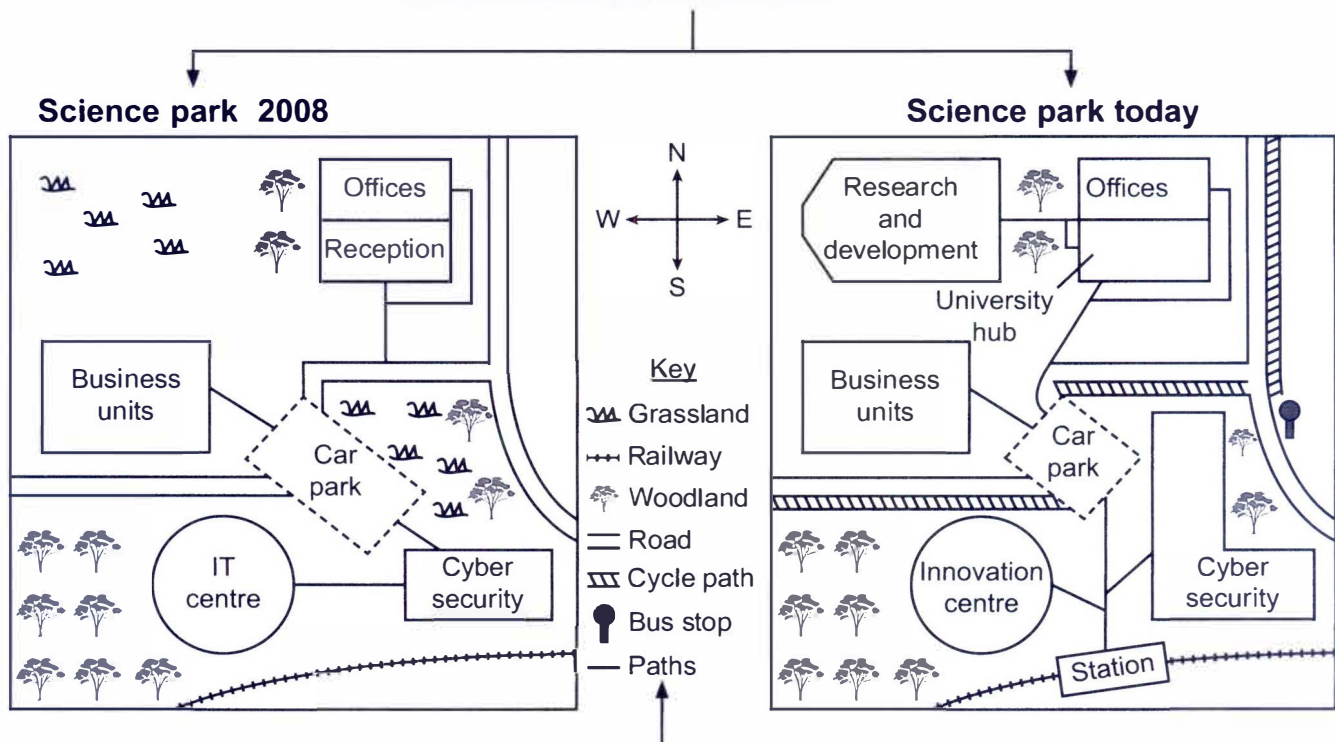 Science park 2008
Offices
Reception
Business
units
Car
park
IT
centre
Cyber
security
N
W
E
S
Key
Grassland
Railway
Woodland
Road
Cycle path
Bus stop
Paths
Science park today
Research
and
development
Offices
University
hub
Business
units
Car
park
Innovation
centre
Cyber
security
Station